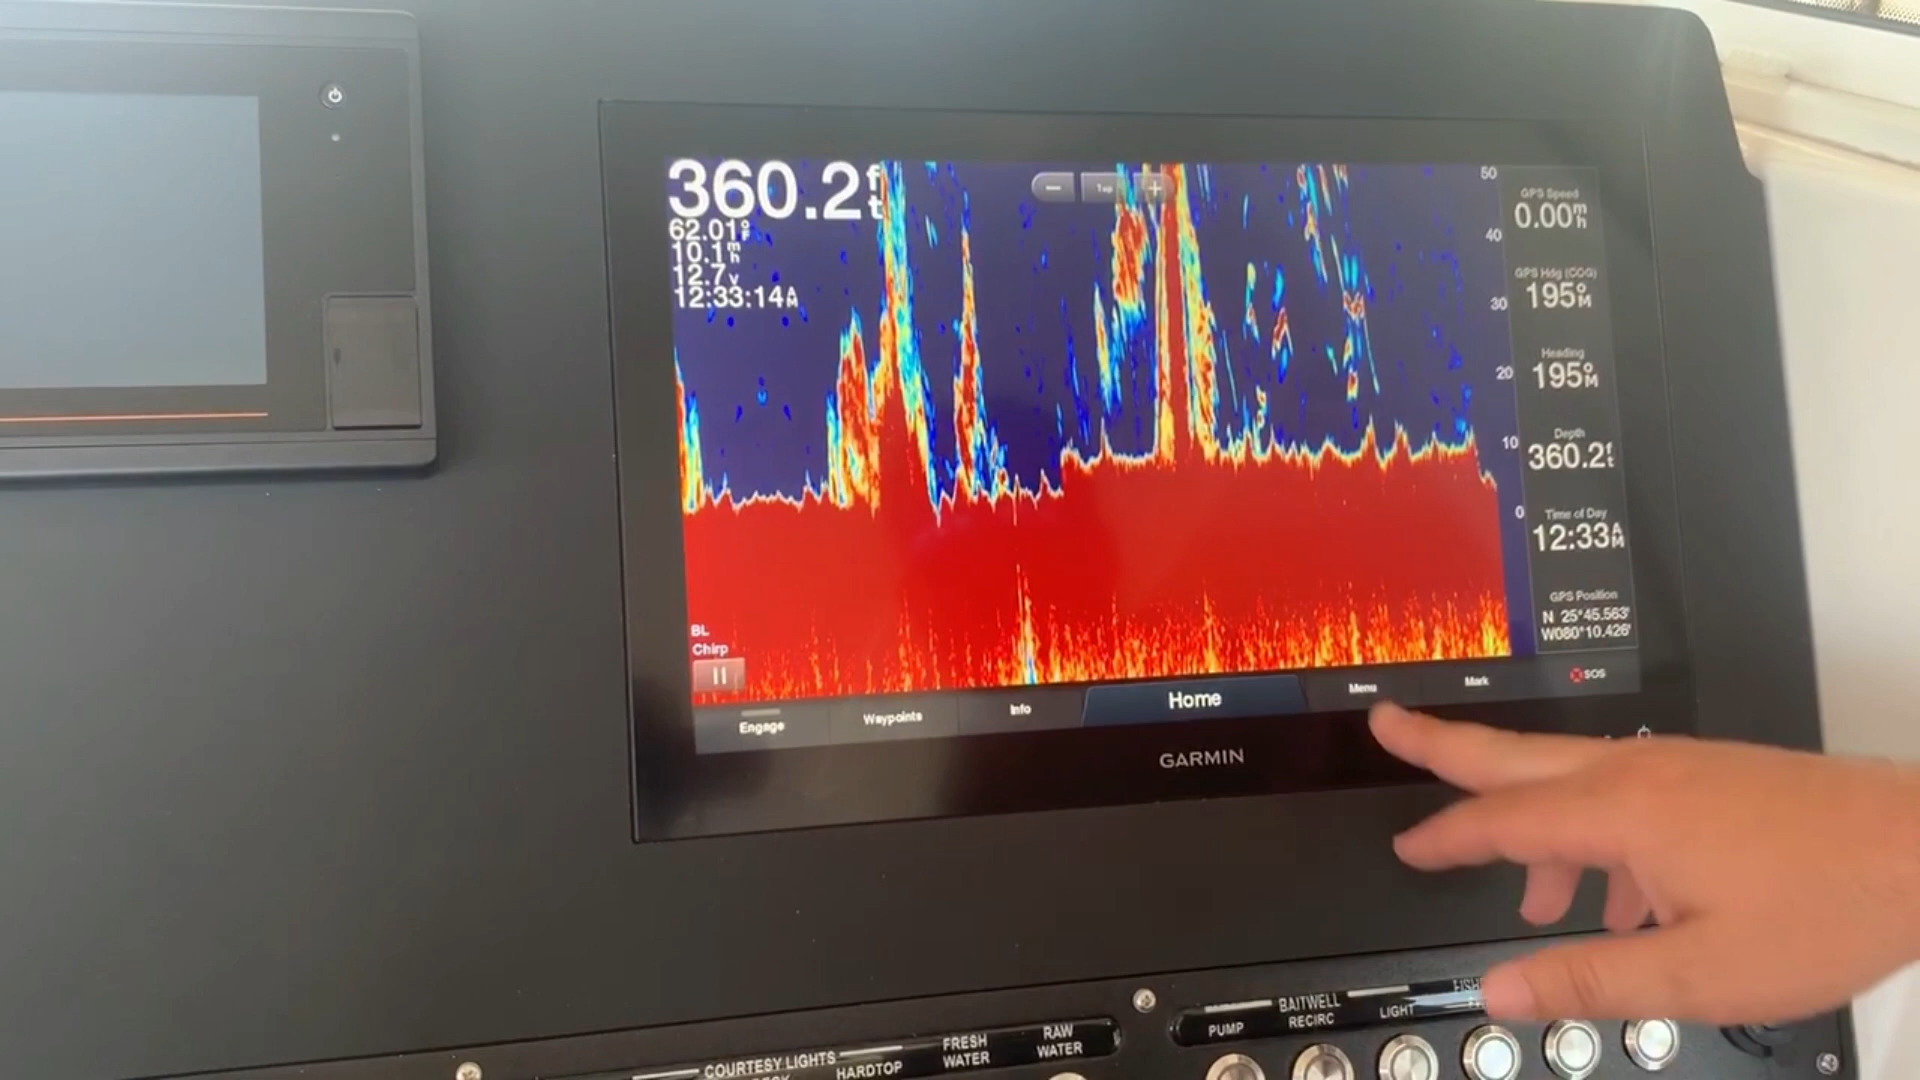 360.2ft
62.01°F
10.1mh
12.7v
12:33:14AM
Top
50
40
30
20
10
0
GPS Speed
0.00mh
GPS Hdg (COG)
195°M
Heading
195°M
Depth
360.2ft
Time of Day
12:33AM
GPS Position
N 25°45.563'
W080°10.426'
BL
Chirp
Engage
Waypoints
Info
Home
Menu
Mark
SOS
GARMIN
COURTESY LIGHTS
HARDTOP
FRESH
WATER
RAW
WATER
PUMP
BAITWELL
RECIRC
LIGHT